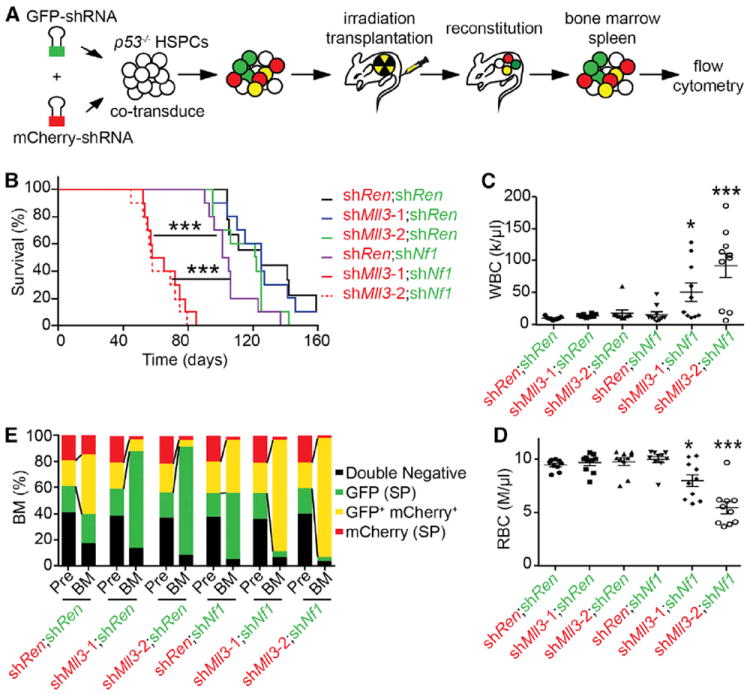 A
GFP-shRNA
+
mCherry-shRNA
p53-/- HSPCs
co-transduce
irradiation
transplantation
reconstitution
bone marrow
spleen
flow
cytometry
B
Survival (%)
100
80
60
40
20
0
0
40
80
120
160
Time (days)
***
***
shRen;shRen
shMll3-1;shRen
shMll3-2;shRen
shRen;shNf1
shMll3-1;shNf1
shMll3-2;shNf1
C
WBC (k/µl)
200
150
100
50
0
*
***
shRen;shRen
shMll3-1;shRen
shMll3-2;shRen
shRen;shNf1
shMll3-1;shNf1
shMll3-2;shNf1
E
BM (%)
100
80
60
40
20
0
Pre
BM
Pre
BM
Pre
BM
Pre
BM
Pre
BM
Pre
BM
shRen;shRen
shMll3-1;shRen
shMll3-2;shRen
shRen;shNf1
shMll3-1;shNf1
shMll3-2;shNf1
Double Negative
GFP (SP)
GFP+ mCherry+
mCherry (SP)
D
RBC (M/µl)
10
5
0
*
***
shRen;shRen
shMll3-1;shRen
shMll3-2;shRen
shRen;shNf1
shMll3-1;shNf1
shMll3-2;shNf1